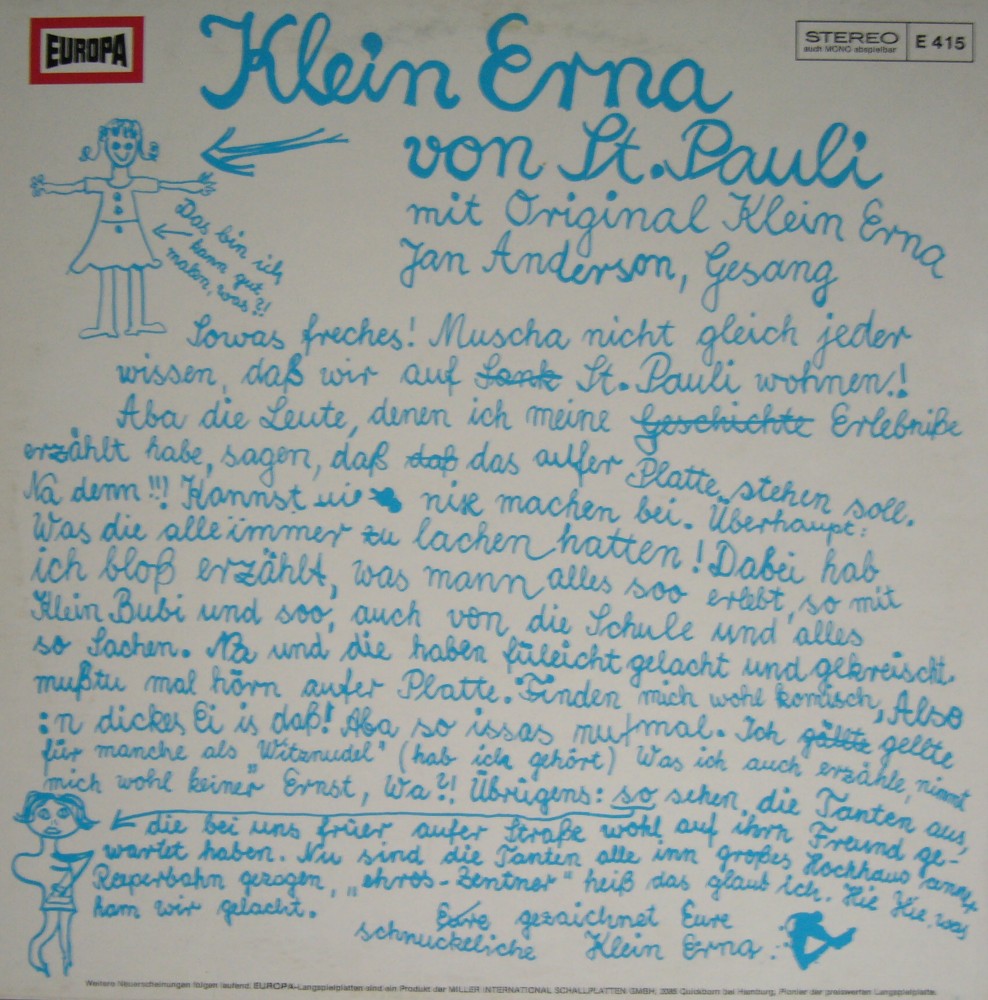 EUROPA
STEREO
auch MONO abspielbar
E 415
Klein Erna
von St. Pauli
mit Original Klein Erna
Jan Anderson, Gesang
Das bin ich,
kann gut
malen, was?!
Sowas freches! Muscha nicht gleich jeder
wissen, daß wir auf Sank St. Pauli wohnen!
Aba die Leute, denen ich meine Geschichte Erlebniße
erzählt habe, sagen, daß daß das aufer Platte stehen soll.
Na denn!!! Kannst nix machen bei. Überhaupt:
Was die alle immer zu lachen hatten! Dabei hab
ich bloß erzählt, was mann alles soo erlebt, so mit
Klein Bubi und soo, auch von die Schule und alles
so Sachen. Na und die haben füleicht gelacht und gekreischt.
mußtu mal hörn aufer Platte. Finden mich wohl komisch, Also
:n dickes Ei is daß! Aba so issas nu mal. Ich gällte gellte
für manche als "Witznudel" (hab ich gehört) Was ich auch erzähle, nimmt
mich wohl keiner Ernst, Wa?! Übrügens: so sehen die Tanten aus,
die bei uns früer aufer Straße wohl auf ihrn Freund ge-
wartet haben. Nu sind die Tanten alle inn großes Hochhaus anner
Reeperbahn gezogen, "ehros-Zentner" heiß das glaub ich. Hie Hie, was
ham wir gelacht.
Eure gezaichnet Eure
schnuckeliche Klein Erna.
Weitere Neuerscheinungen folgen laufend. EUROPA-Langspielplatten sind ein Produkt der MILLER INTERNATIONAL SCHALLPLATTEN GMBH, 2085 Quickborn bei Hamburg, Pionier der preiswerten Langspielplatte.